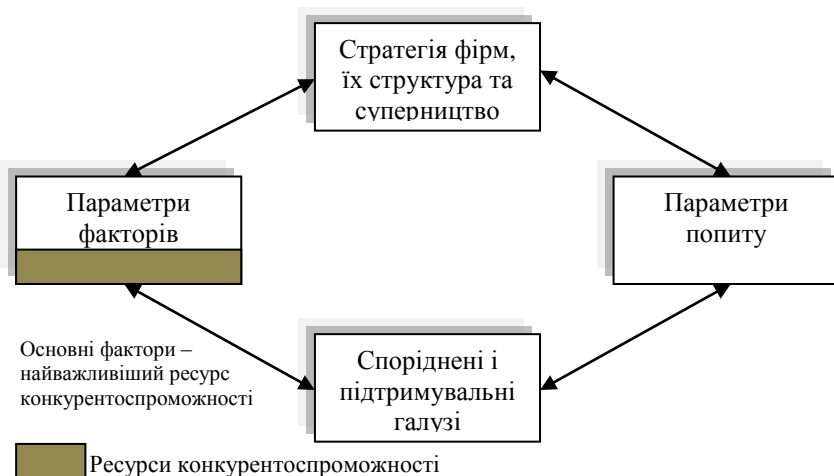 Стратегія фірм,
їх структура та
суперництво
Параметри
факторів
Параметри
попиту
Основні фактори –
найважливіший ресурс
конкурентоспроможності
Споріднені і
підтримувальні
галузі
Ресурси конкурентоспроможності